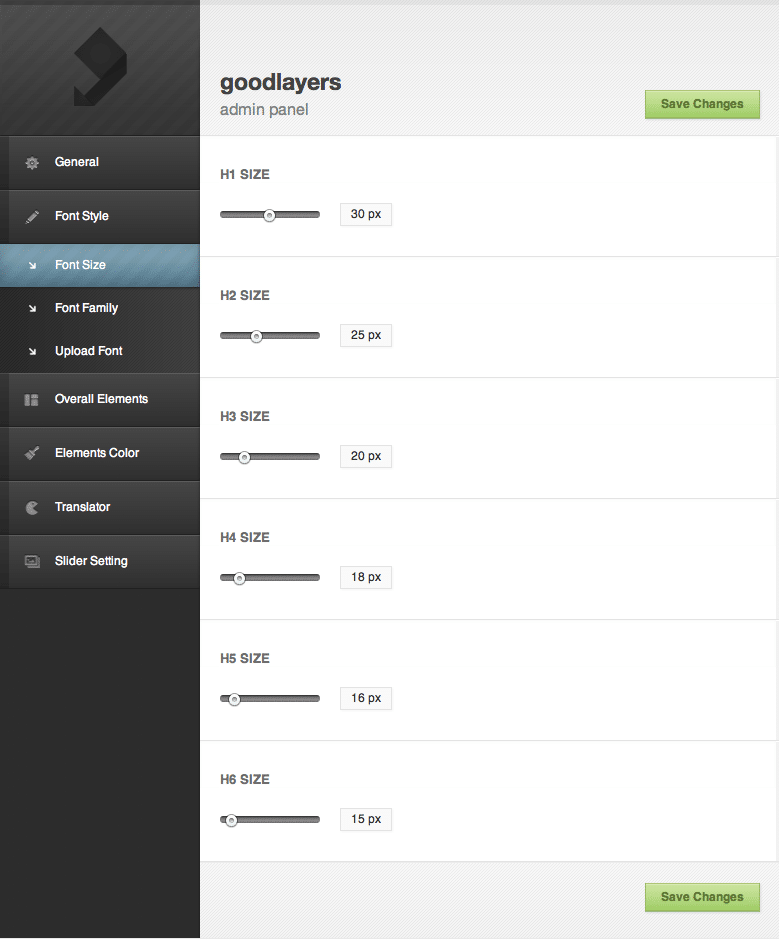 goodlayers
admin panel
Save Changes
General
Font Style
Font Size
Font Family
Upload Font
Overall Elements
Elements Color
Translator
Slider Setting
H1 SIZE
30 px
H2 SIZE
25 px
H3 SIZE
20 px
H4 SIZE
18 px
H5 SIZE
16 px
H6 SIZE
15 px
Save Changes